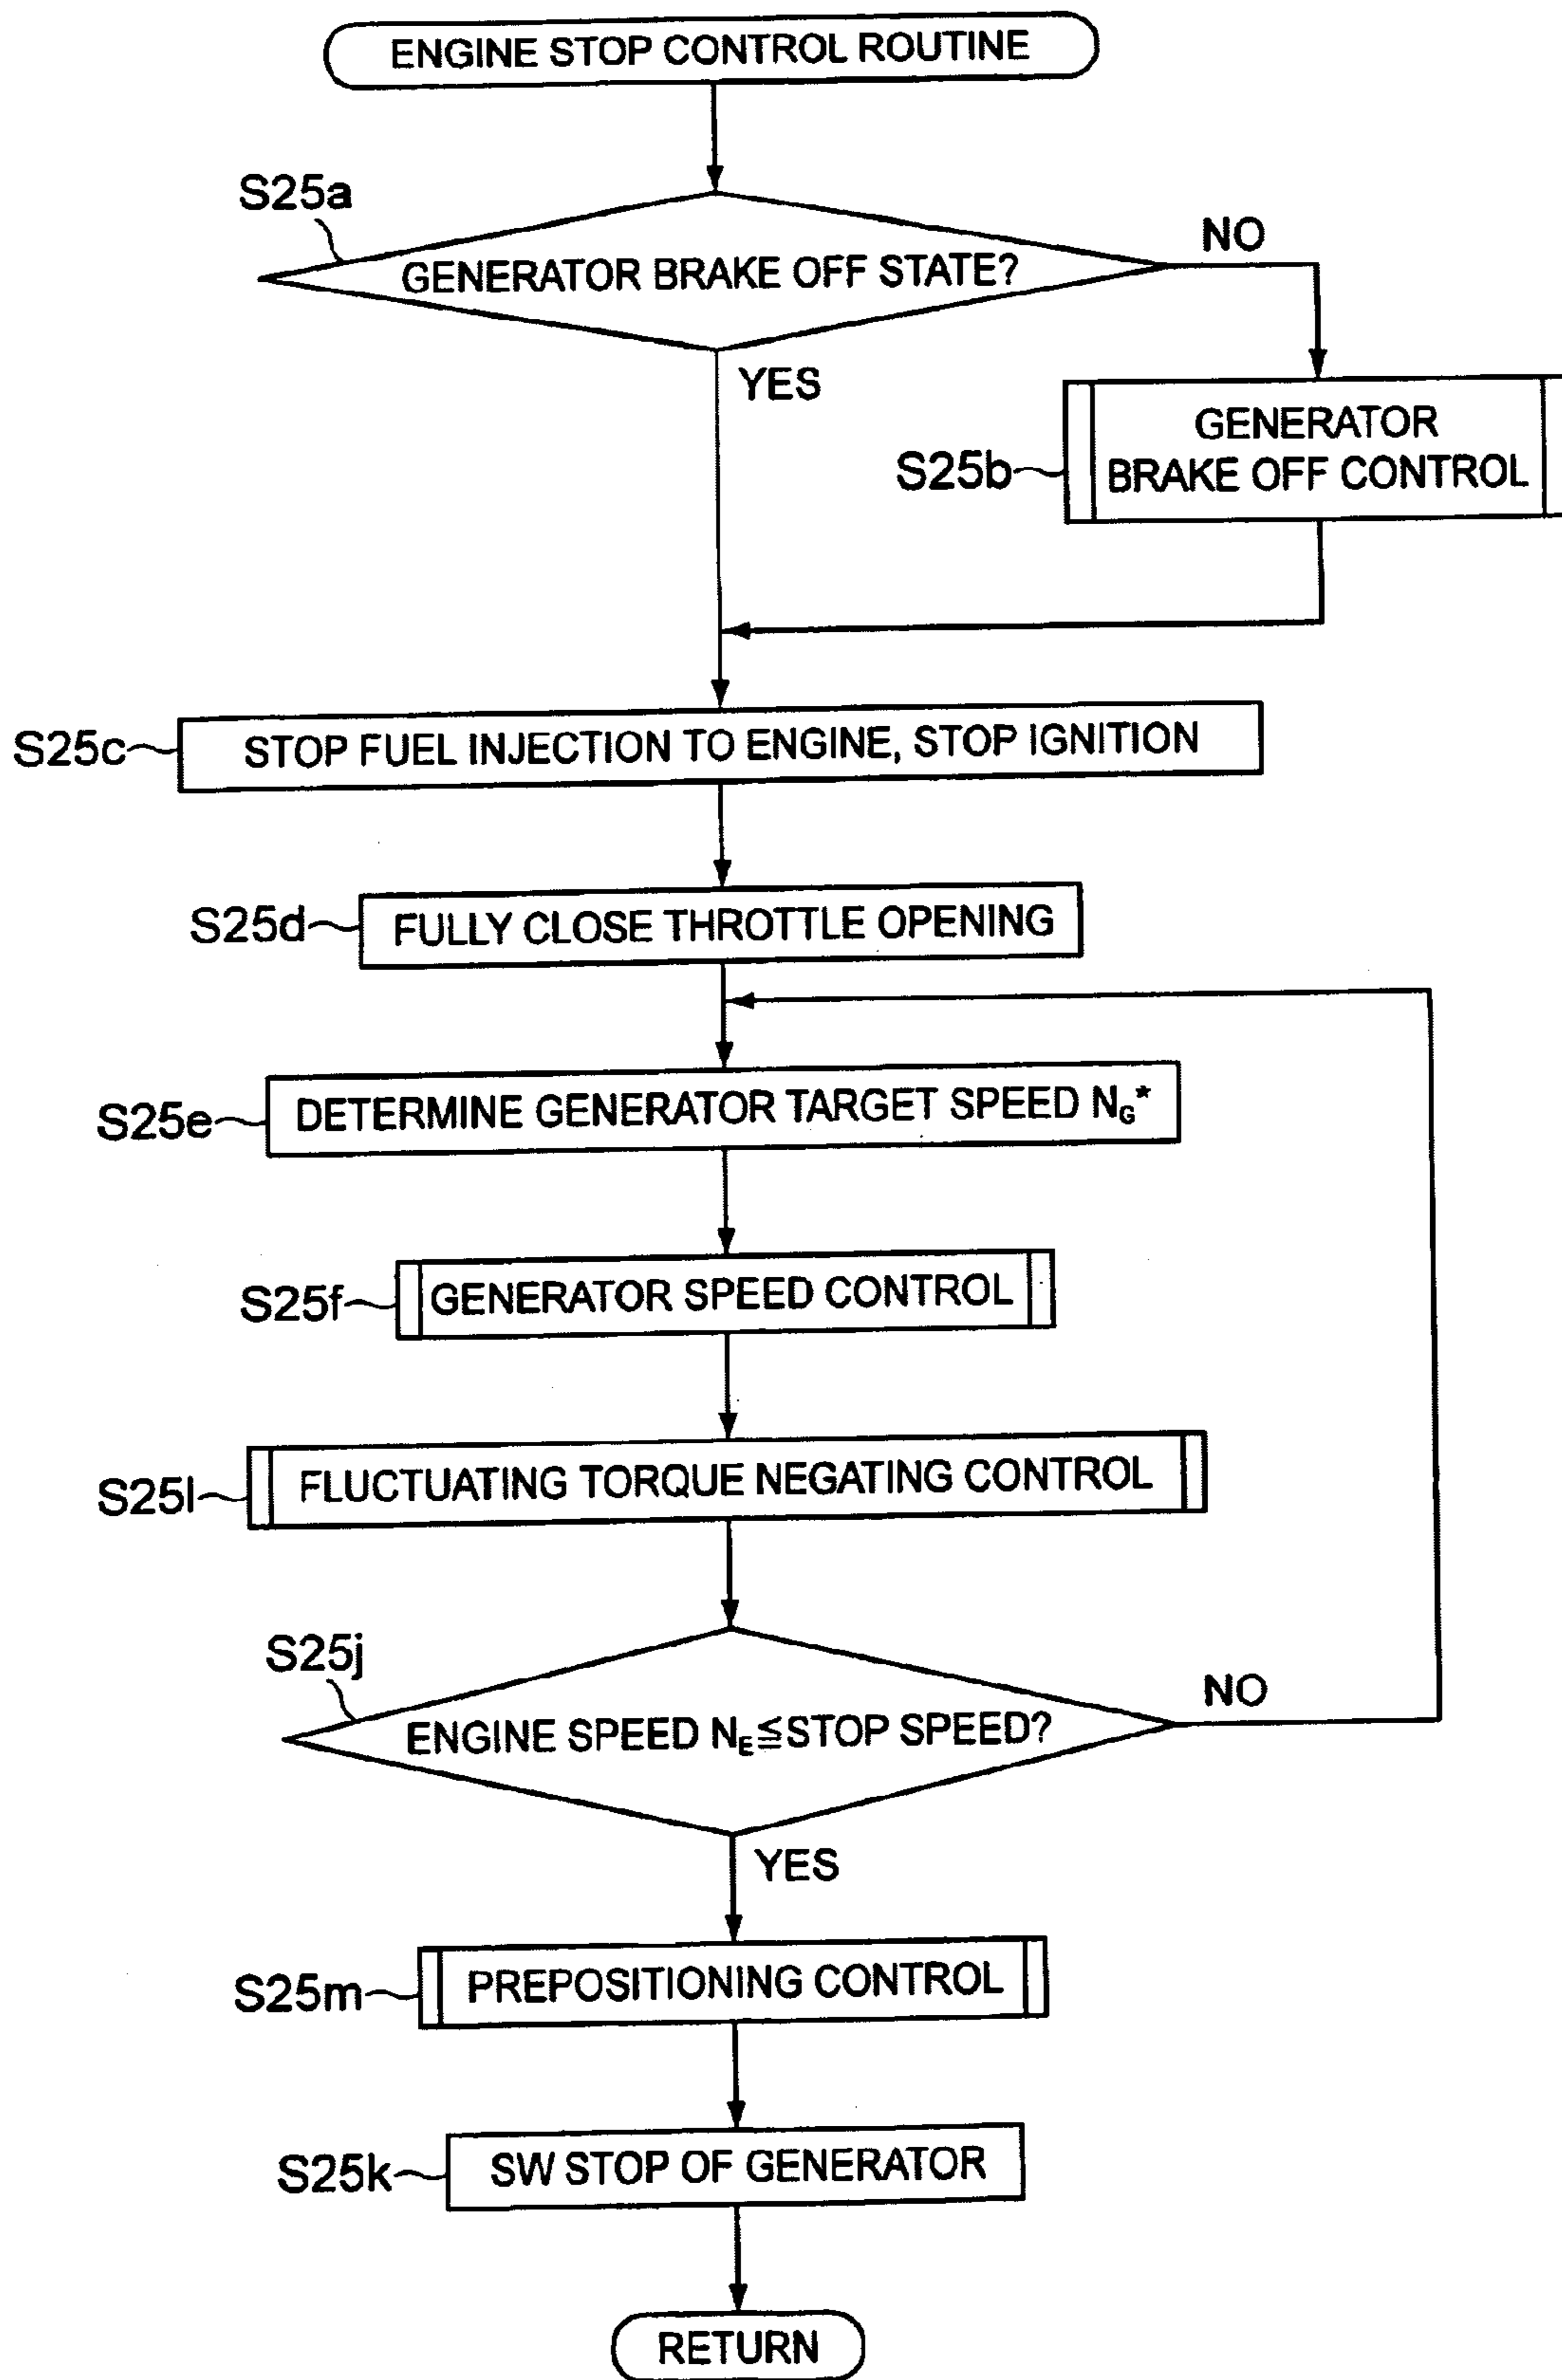 ENGINE STOP CONTROL ROUTINE
S25a
GENERATOR BRAKE OFF STATE?
NO
YES
S25b
GENERATOR
BRAKE OFF CONTROL
S25c
STOP FUEL INJECTION TO ENGINE, STOP IGNITION
S25d
FULLY CLOSE THROTTLE OPENING
S25e
DETERMINE GENERATOR TARGET SPEED NG*
S25f
GENERATOR SPEED CONTROL
S25l
FLUCTUATING TORQUE NEGATING CONTROL
S25j
ENGINE SPEED NE≦STOP SPEED?
NO
YES
S25m
PREPOSITIONING CONTROL
S25k
SW STOP OF GENERATOR
RETURN